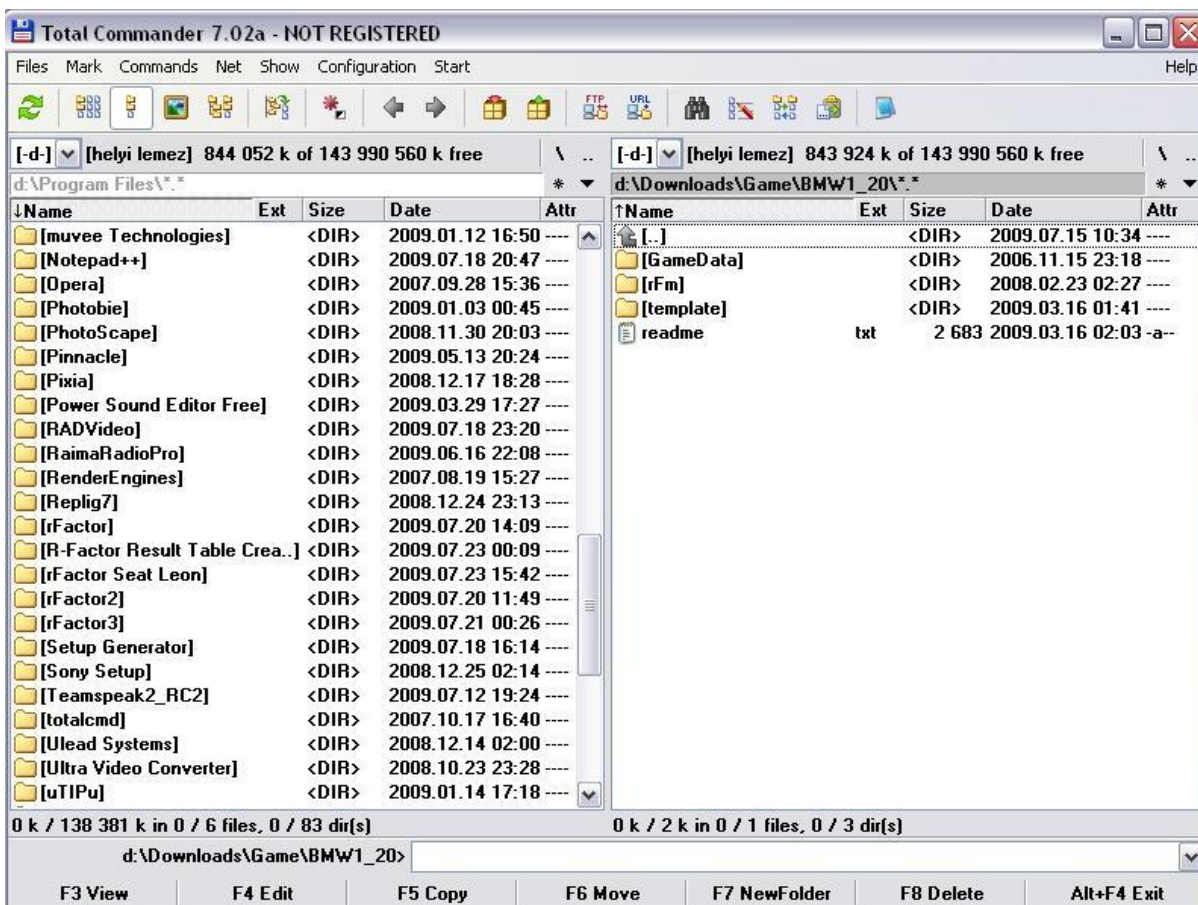 Total Commander 7.02a - NOT REGISTERED
Files Mark Commands Net Show Configuration Start Help
FTP URL
[-d-] [helyi lemez] 844 052 k of 143 990 560 k free \ ..
d:\Program Files\*.* * ▼
↓Name Ext Size Date Attr
[muvee Technologies] <DIR> 2009.01.12 16:50 ----
[Notepad++] <DIR> 2009.07.18 20:47 ----
[Opera] <DIR> 2007.09.28 15:36 ----
[Photobie] <DIR> 2009.01.03 00:45 ----
[PhotoScape] <DIR> 2008.11.30 20:03 ----
[Pinnacle] <DIR> 2009.05.13 20:24 ----
[Pixia] <DIR> 2008.12.17 18:28 ----
[Power Sound Editor Free] <DIR> 2009.03.29 17:27 ----
[RADVideo] <DIR> 2009.07.18 23:20 ----
[RaimaRadioPro] <DIR> 2009.06.16 22:08 ----
[RenderEngines] <DIR> 2007.08.19 15:27 ----
[Replig7] <DIR> 2008.12.24 23:13 ----
[rFactor] <DIR> 2009.07.20 14:09 ----
[R-Factor Result Table Crea..] <DIR> 2009.07.23 00:09 ----
[rFactor Seat Leon] <DIR> 2009.07.23 15:42 ----
[rFactor2] <DIR> 2009.07.20 11:49 ----
[rFactor3] <DIR> 2009.07.21 00:26 ----
[Setup Generator] <DIR> 2009.07.18 16:14 ----
[Sony Setup] <DIR> 2008.12.25 02:14 ----
[Teamspeak2_RC2] <DIR> 2009.07.12 19:24 ----
[totalcmd] <DIR> 2007.10.17 16:40 ----
[Ulead Systems] <DIR> 2008.12.14 02:00 ----
[Ultra Video Converter] <DIR> 2008.10.23 23:28 ----
[uTIPu] <DIR> 2009.01.14 17:18 ----
0 k / 138 381 k in 0 / 6 files, 0 / 83 dir(s)
[-d-] [helyi lemez] 843 924 k of 143 990 560 k free \ ..
d:\Downloads\Game\BMW1_20\*.* * ▼
↑Name Ext Size Date Attr
[..] <DIR> 2009.07.15 10:34 ----
[GameData] <DIR> 2006.11.15 23:18 ----
[rFm] <DIR> 2008.02.23 02:27 ----
[template] <DIR> 2009.03.16 01:41 ----
readme txt 2 683 2009.03.16 02:03 -a--
0 k / 2 k in 0 / 1 files, 0 / 3 dir(s)
d:\Downloads\Game\BMW1_20>
F3 View F4 Edit F5 Copy F6 Move F7 NewFolder F8 Delete Alt+F4 Exit